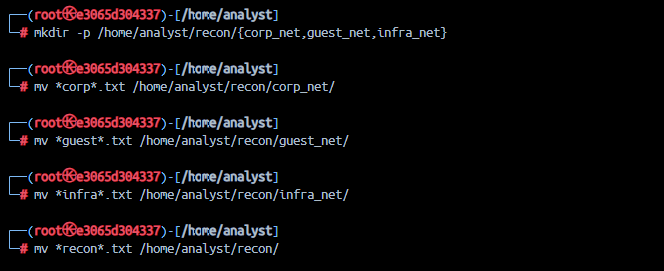 ┌──(root㉿e3065d304337)-[/home/analyst]
└─# mkdir -p /home/analyst/recon/{corp_net,guest_net,infra_net}
┌──(root㉿e3065d304337)-[/home/analyst]
└─# mv *corp*.txt /home/analyst/recon/corp_net/
┌──(root㉿e3065d304337)-[/home/analyst]
└─# mv *guest*.txt /home/analyst/recon/guest_net/
┌──(root㉿e3065d304337)-[/home/analyst]
└─# mv *infra*.txt /home/analyst/recon/infra_net/
┌──(root㉿e3065d304337)-[/home/analyst]
└─# mv *recon*.txt /home/analyst/recon/